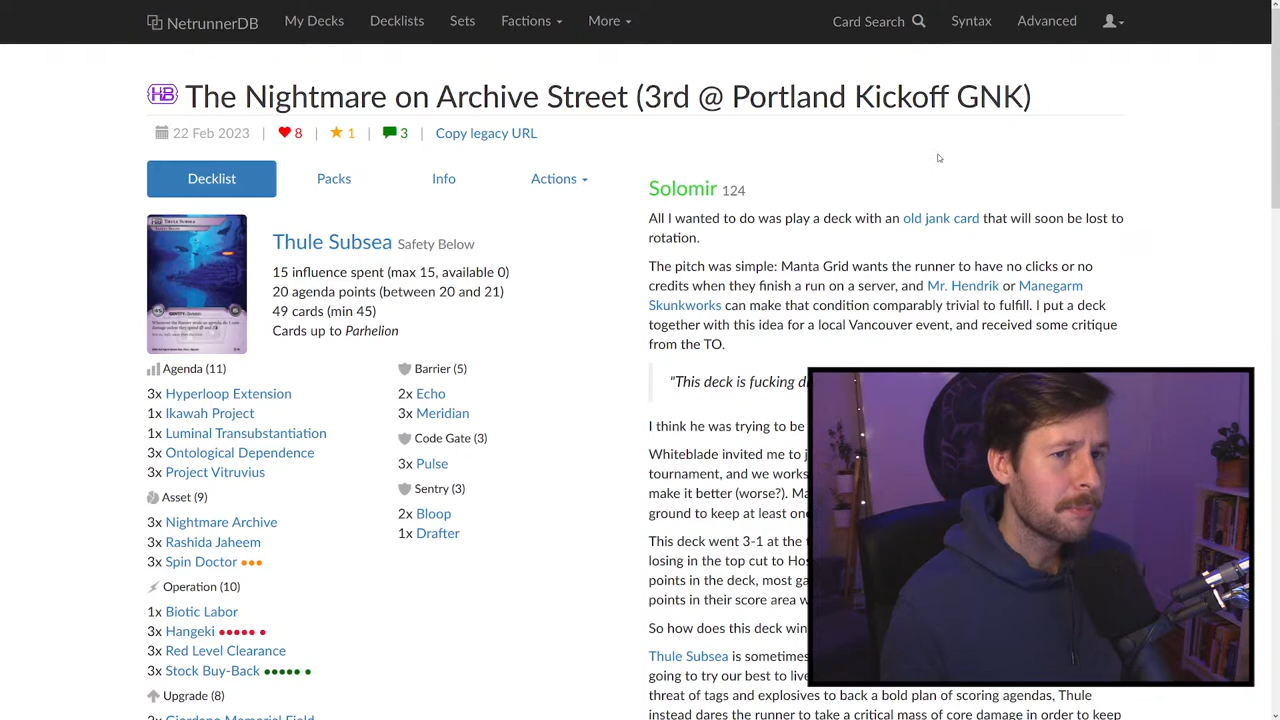 NetrunnerDB My Decks Decklists Sets Factions More Card Search Syntax Advanced
The Nightmare on Archive Street (3rd @ Portland Kickoff GNK)
22 Feb 2023 | 8 | 1 | 3 | Copy legacy URL
Decklist Packs Info Actions
Thule Subsea Safety Below
15 influence spent (max 15, available 0)
20 agenda points (between 20 and 21)
49 cards (min 45)
Cards up to Parhelion
Agenda (11)
3x Hyperloop Extension
1x Ikawah Project
1x Luminal Transubstantiation
3x Ontological Dependence
3x Project Vitruvius
Asset (9)
3x Nightmare Archive
3x Rashida Jaheem
3x Spin Doctor
Operation (10)
1x Biotic Labor
3x Hangeki
3x Red Level Clearance
3x Stock Buy-Back
Upgrade (8)
Giordano Memorial Field
Barrier (5)
2x Echo
3x Meridian
Code Gate (3)
3x Pulse
Sentry (3)
2x Bloop
1x Drafter
Solomir 124
All I wanted to do was play a deck with an old jank card that will soon be lost to
rotation.
The pitch was simple: Manta Grid wants the runner to have no clicks or no
credits when they finish a run on a server, and Mr. Hendrik or Manegarm
Skunkworks can make that condition comparably trivial to fulfill. I put a deck
together with this idea for a local Vancouver event, and received some critique
from the TO.
"This deck is fucking d
I think he was trying to be
Whiteblade invited me to j
tournament, and we works
make it better (worse?). Ma
ground to keep at least one
This deck went 3-1 at the t
losing in the top cut to Hos
points in the deck, most ga
points in their score area w
So how does this deck win
Thule Subsea is sometimes
going to try our best to live
threat of tags and explosives to back a bold plan of scoring agendas, Thule
instead dares the runner to take a critical mass of core damage in order to keep